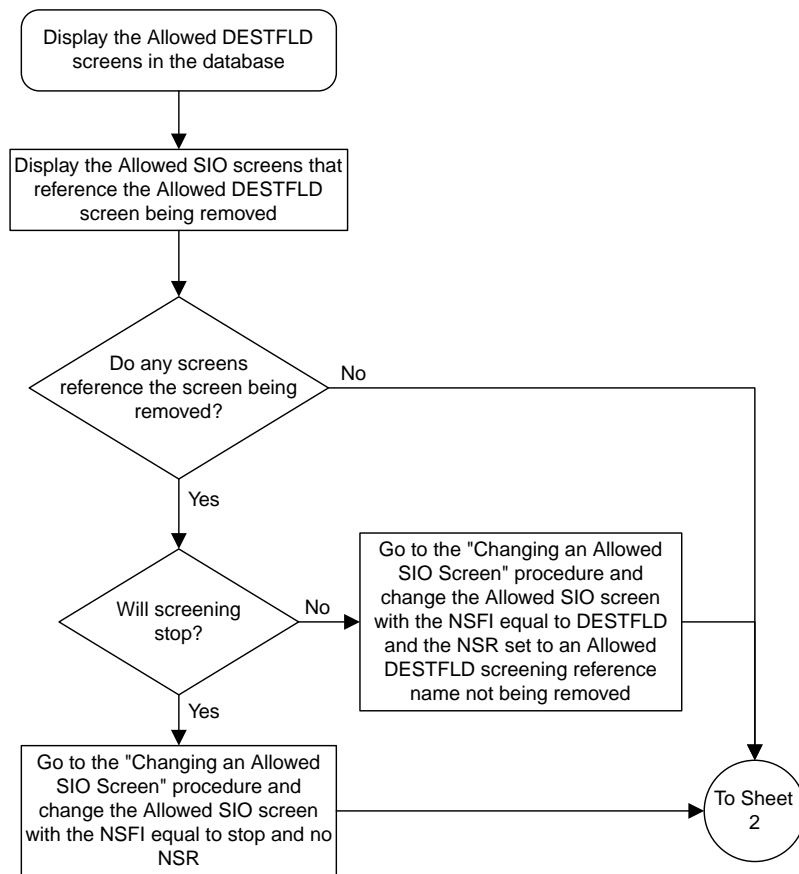 Display the Allowed DESTFLD
screens in the database
Display the Allowed SIO screens that
reference the Allowed DESTFLD
screen being removed
Do any screens
reference the screen being
removed?
No
Yes
Will screening
stop?
No
Go to the "Changing an Allowed
SIO Screen" procedure and
change the Allowed SIO screen
with the NSFI equal to DESTFLD
and the NSR set to an Allowed
DESTFLD screening reference
name not being removed
Yes
Go to the "Changing an Allowed
SIO Screen" procedure and
change the Allowed SIO screen
with the NSFI equal to stop and no
NSR
To Sheet
2